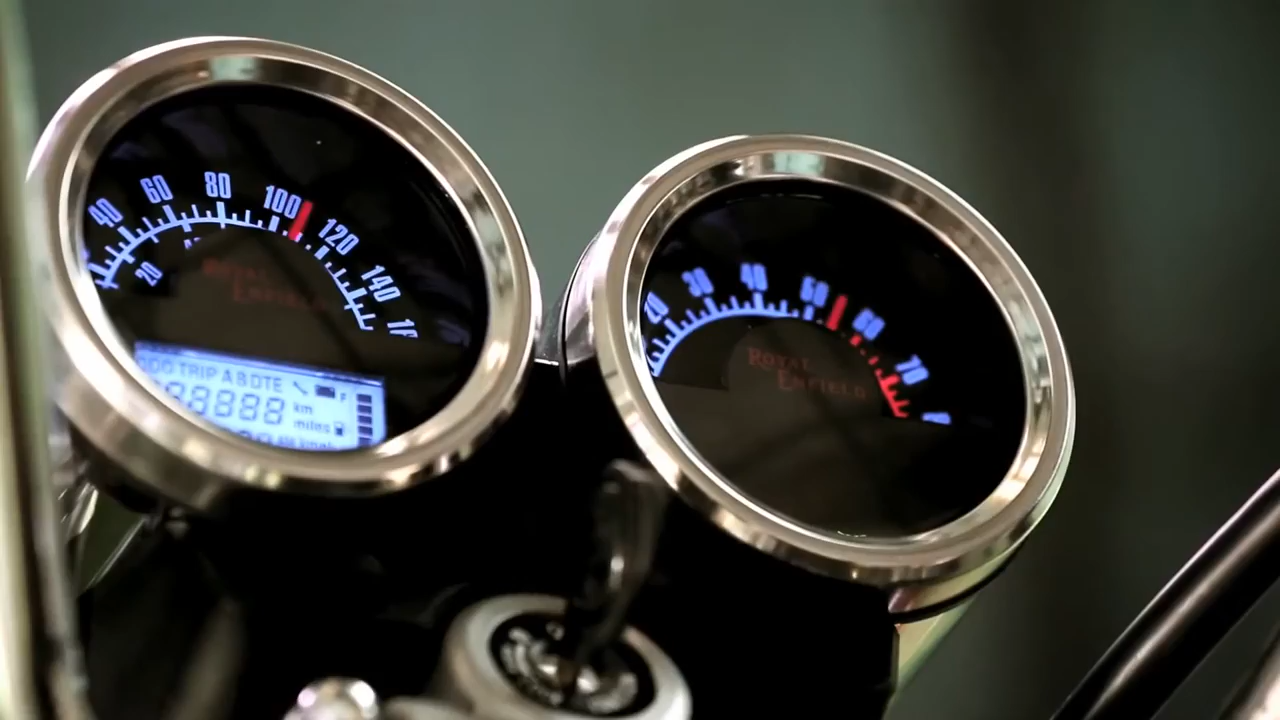 40 60 80 100 120 140
20
ROYAL
ENFIELD
ODO TRIP A B DTE
F
88888 km
miles
20 30 40 50 60 70
ROYAL
ENFIELD